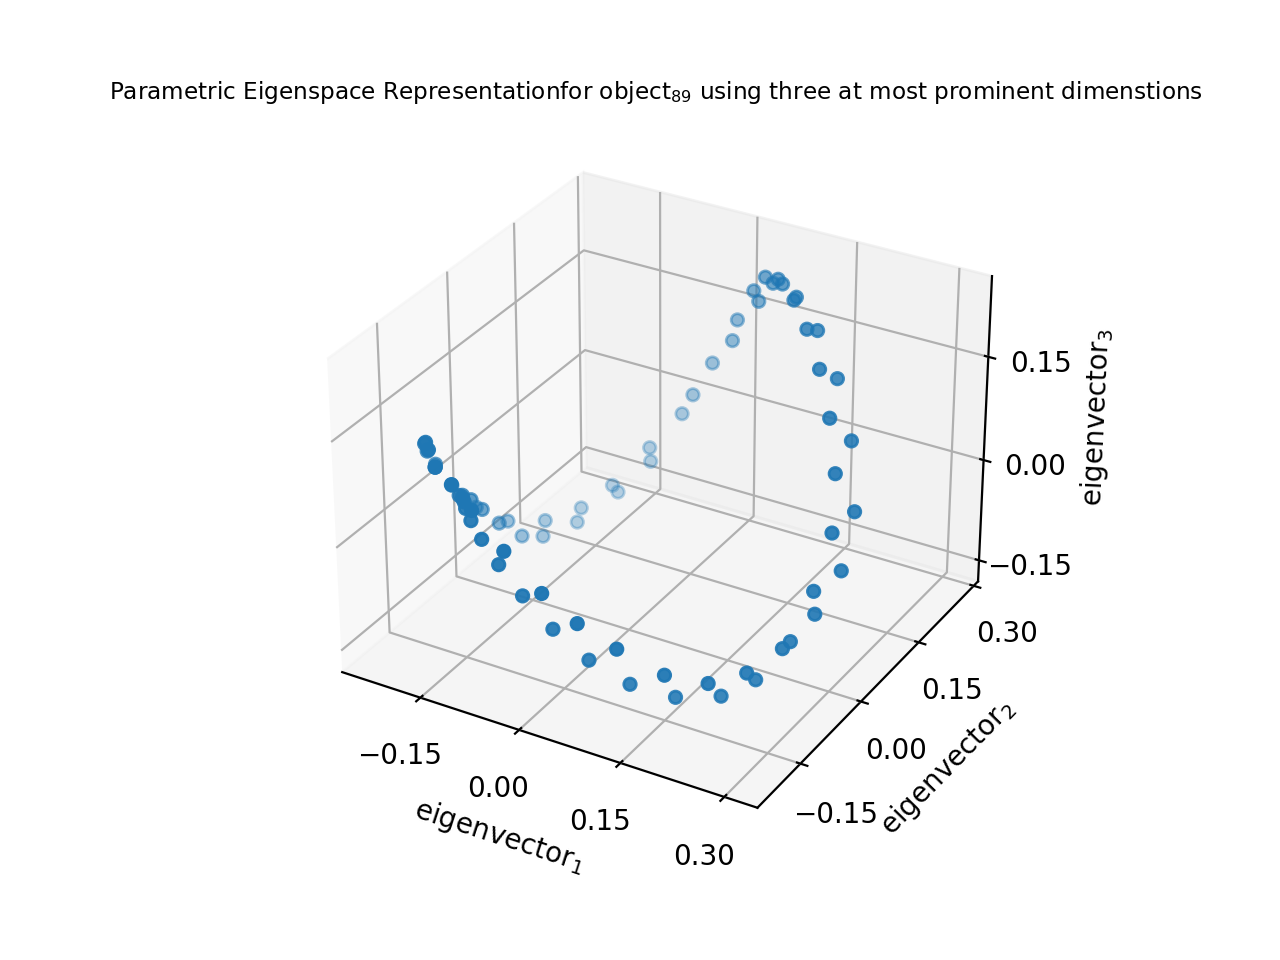 Parametric Eigenspace Representationfor object₈₉ using three at most prominent dimenstions
0.15
0.00
−0.15
eigenvector₃
0.30
0.15
0.00
−0.15
eigenvector₂
−0.15
0.00
0.15
0.30
eigenvector₁